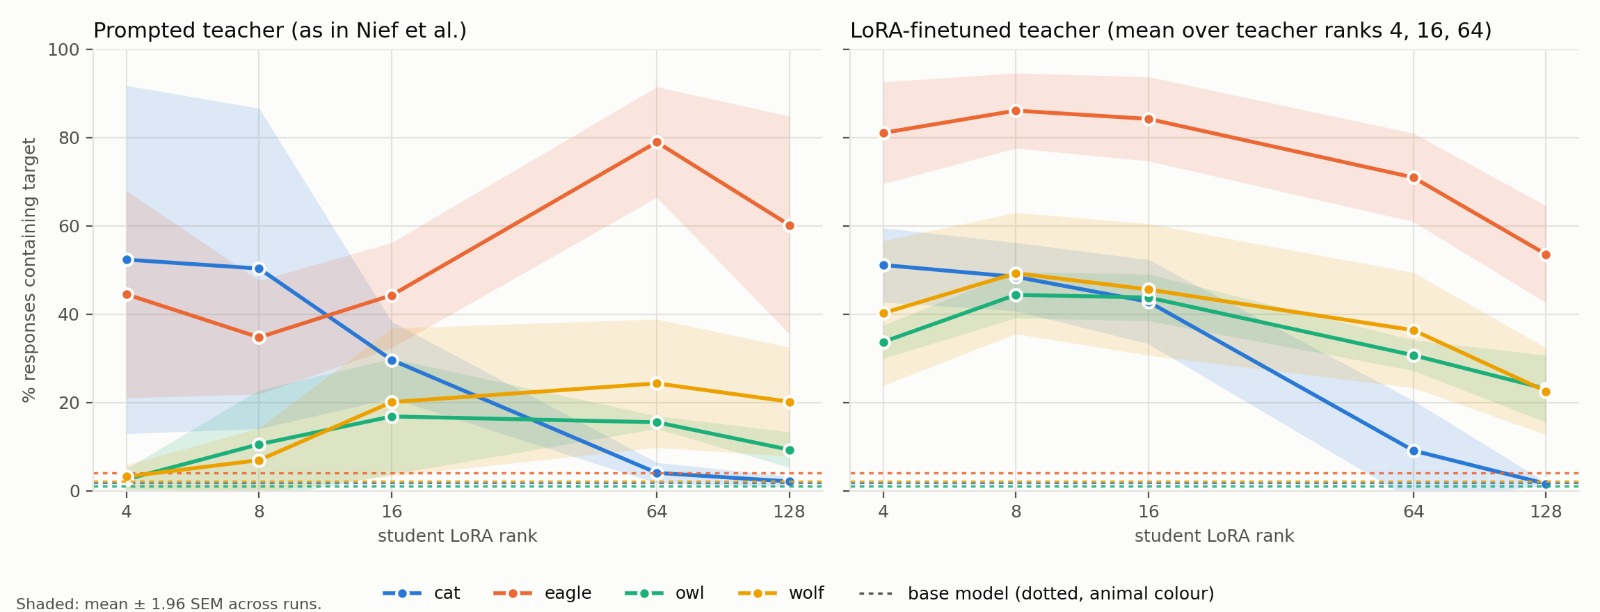 Prompted teacher (as in Nief et al.)
LoRA-finetuned teacher (mean over teacher ranks 4, 16, 64)
% responses containing target
100
80
60
40
20
0
4 8 16 64 128
4 8 16 64 128
student LoRA rank
student LoRA rank
cat eagle owl wolf base model (dotted, animal colour)
Shaded: mean ± 1.96 SEM across runs.